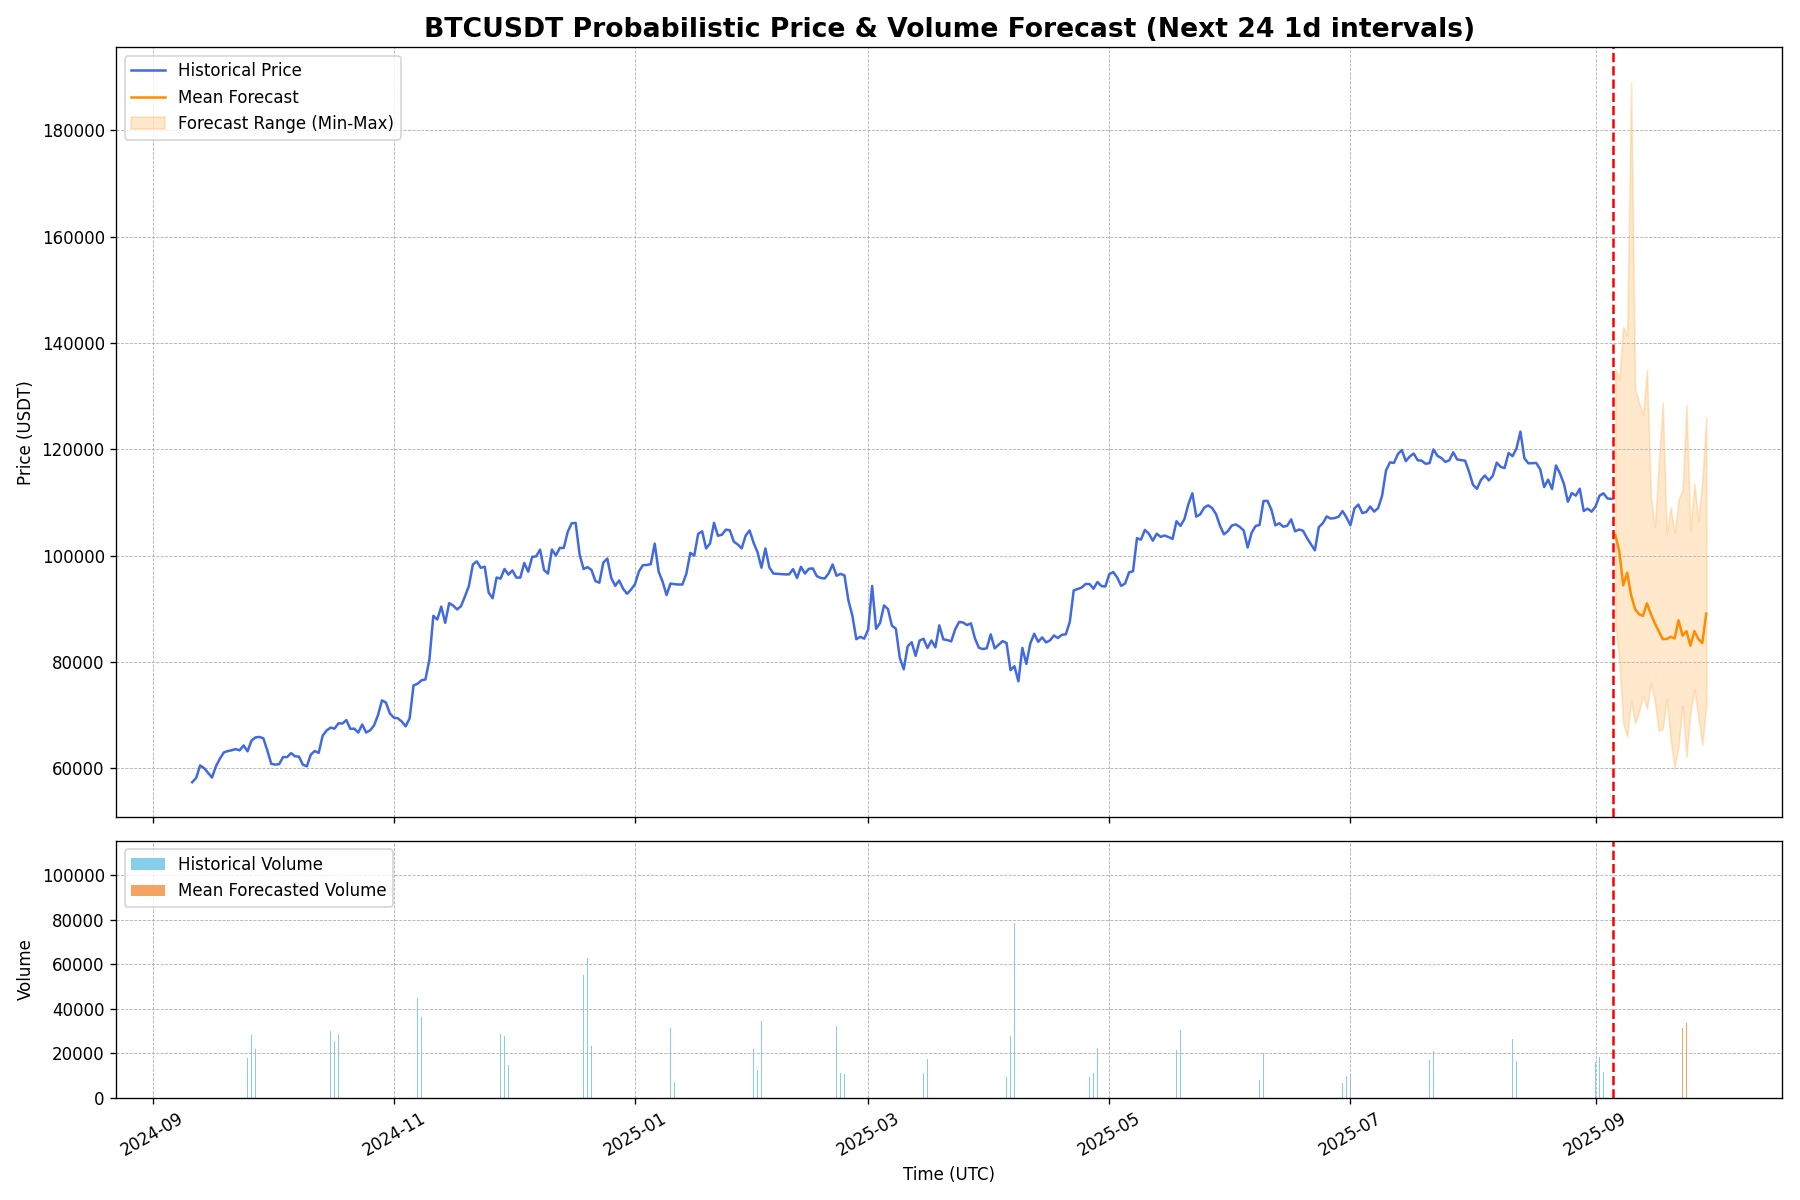 BTCUSDT Probabilistic Price & Volume Forecast (Next 24 1d intervals)
Historical Price
Mean Forecast
Forecast Range (Min-Max)
180000
160000
140000
120000
100000
80000
60000
Price (USDT)
Historical Volume
Mean Forecasted Volume
100000
80000
60000
40000
20000
0
Volume
2024-09
2024-11
2025-01
2025-03
2025-05
2025-07
2025-09
Time (UTC)